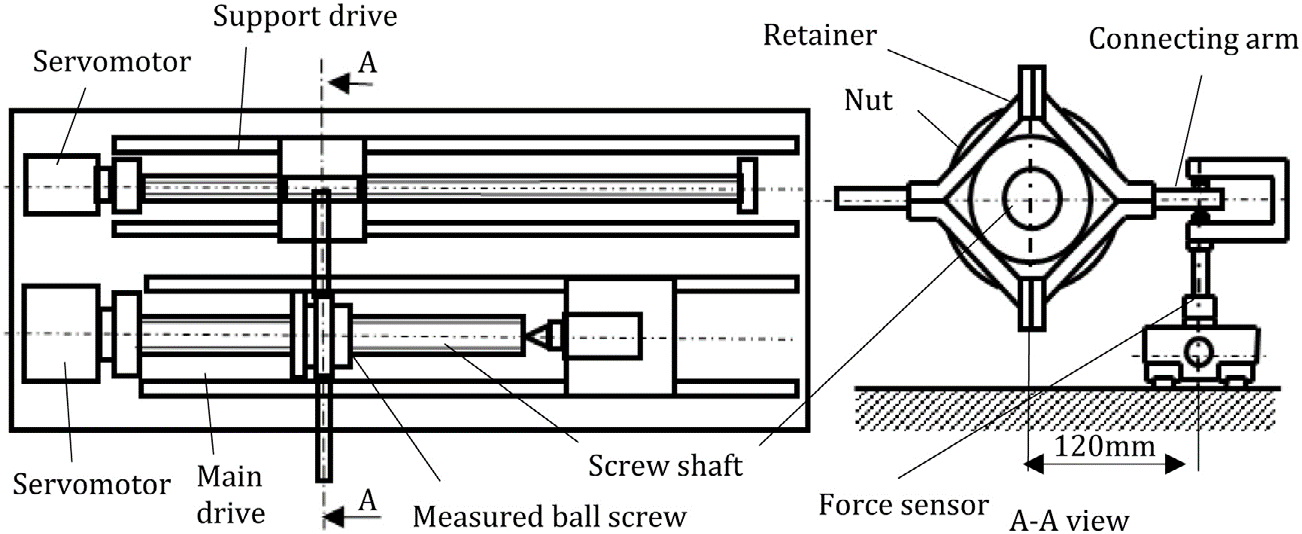 Support drive
Servomotor
A
Retainer
Connecting arm
Nut
Servomotor
Main
drive
A
Measured ball screw
Screw shaft
120mm
Force sensor
A-A view